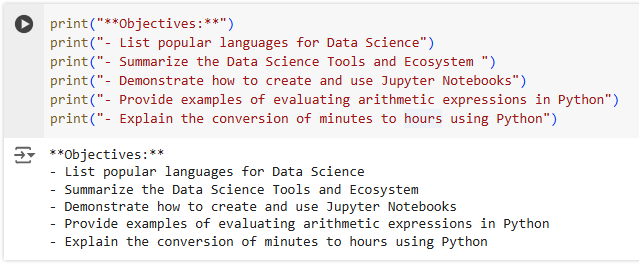 print("**Objectives:**")
print("- List popular languages for Data Science")
print("- Summarize the Data Science Tools and Ecosystem ")
print("- Demonstrate how to create and use Jupyter Notebooks")
print("- Provide examples of evaluating arithmetic expressions in Python")
print("- Explain the conversion of minutes to hours using Python")
**Objectives:**
- List popular languages for Data Science
- Summarize the Data Science Tools and Ecosystem
- Demonstrate how to create and use Jupyter Notebooks
- Provide examples of evaluating arithmetic expressions in Python
- Explain the conversion of minutes to hours using Python